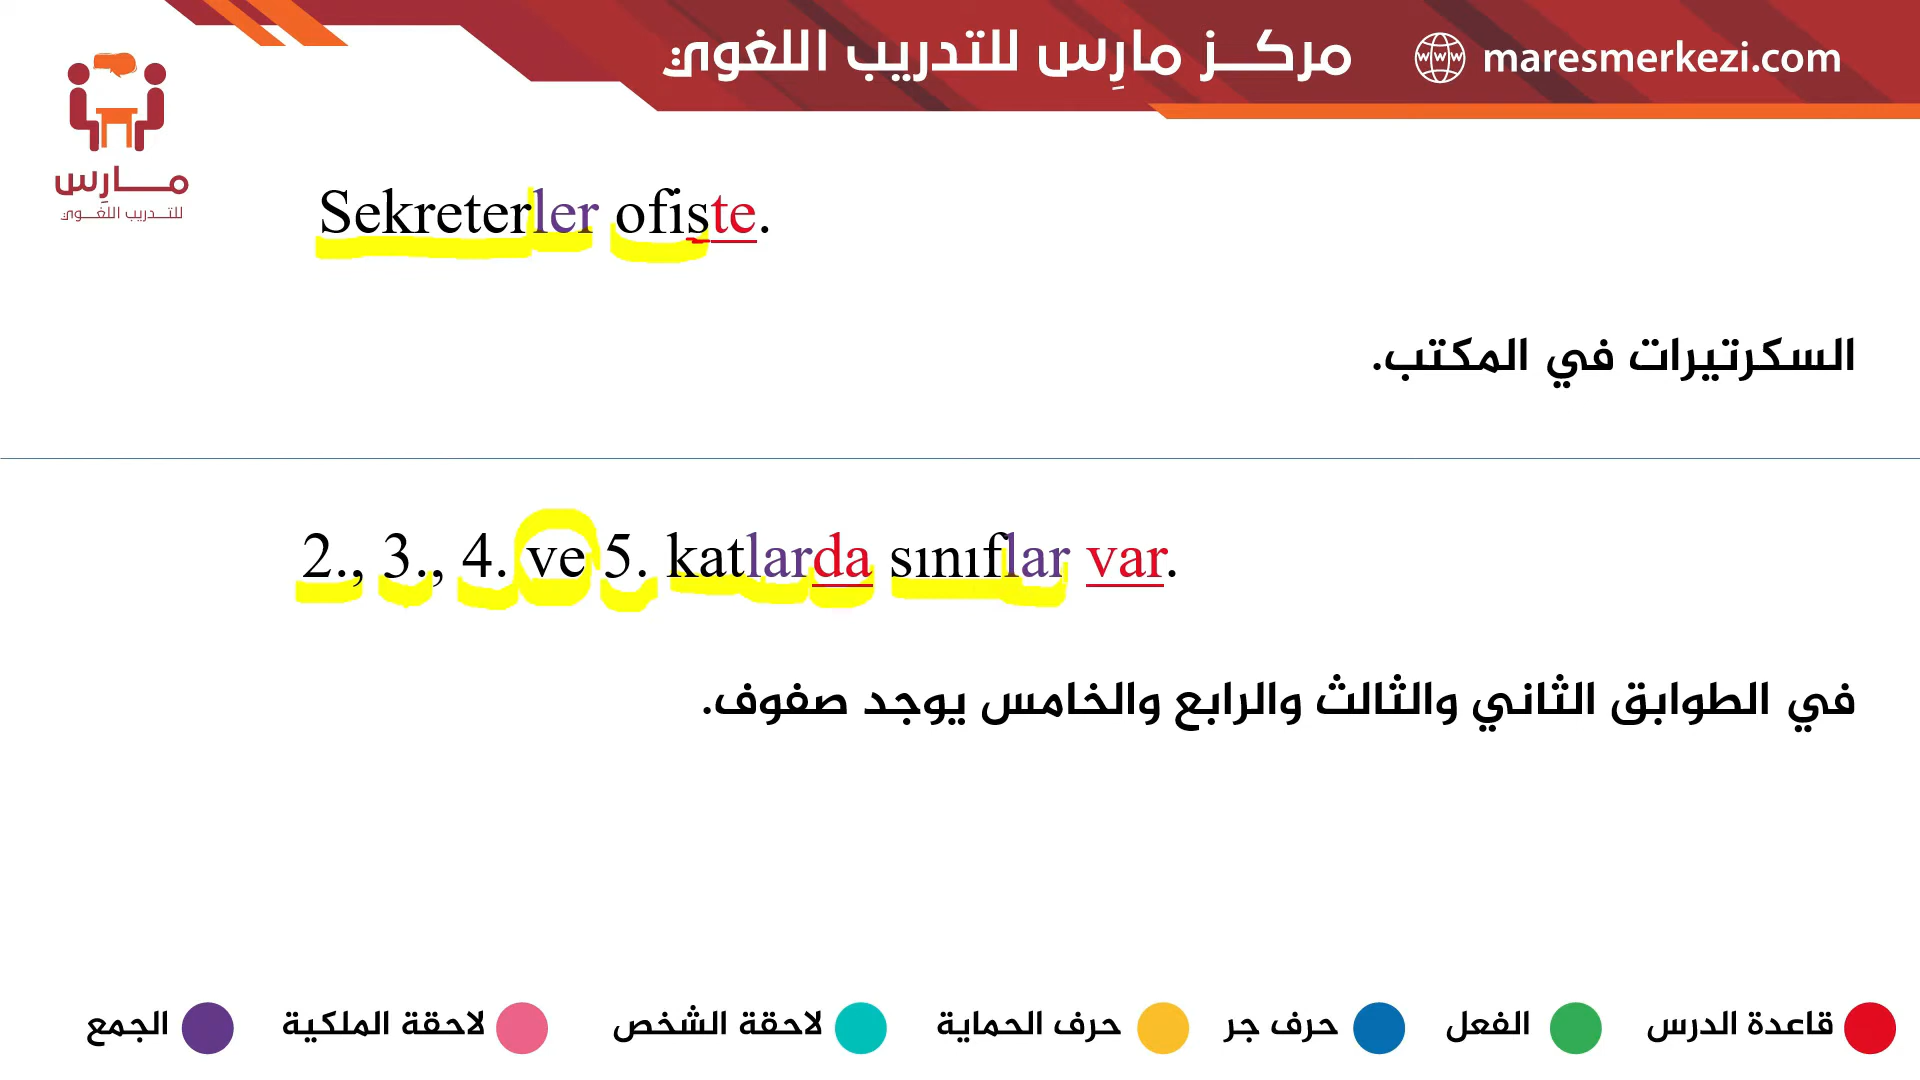 مركــز مارِس للتدريب اللغوي
maresmerkezi.com
مــارِس
للتــدريب اللغــوي
Sekreterler ofiste.
السكرتيرات في المكتب.
2., 3., 4. ve 5. katlarda sınıflar var.
في الطوابق الثاني والثالث والرابع والخامس يوجد صفوف.
قاعدة الدرس الفعل حرف جر حرف الحماية لاحقة الشخص لاحقة الملكية الجمع